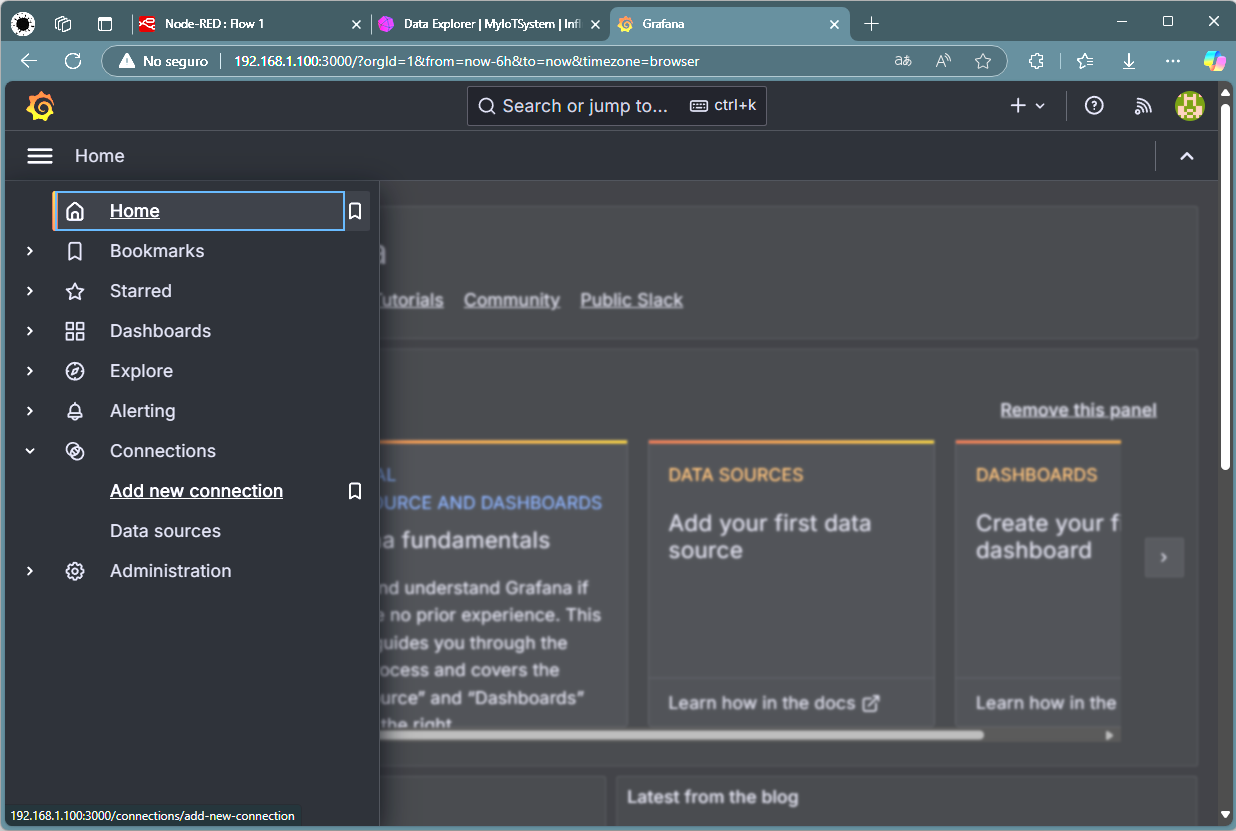 Node-RED : Flow 1
Data Explorer | MyIoTSystem | Infl
Grafana
No seguro
192.168.1.100:3000/?orgId=1&from=now-6h&to=now&timezone=browser
Search or jump to...
ctrl+k
Home
Home
Bookmarks
Starred
Dashboards
Explore
Alerting
Connections
Add new connection
Data sources
Administration
Tutorials Community Public Slack
Remove this panel
URCE AND DASHBOARDS
a fundamentals
nd understand Grafana if
no prior experience. This
guides you through the
ocess and covers the
urce” and “Dashboards”
the right.
DATA SOURCES
Add your first data
source
Learn how in the docs
DASHBOARDS
Create your f
dashboard
Learn how in the
Latest from the blog
192.168.1.100:3000/connections/add-new-connection